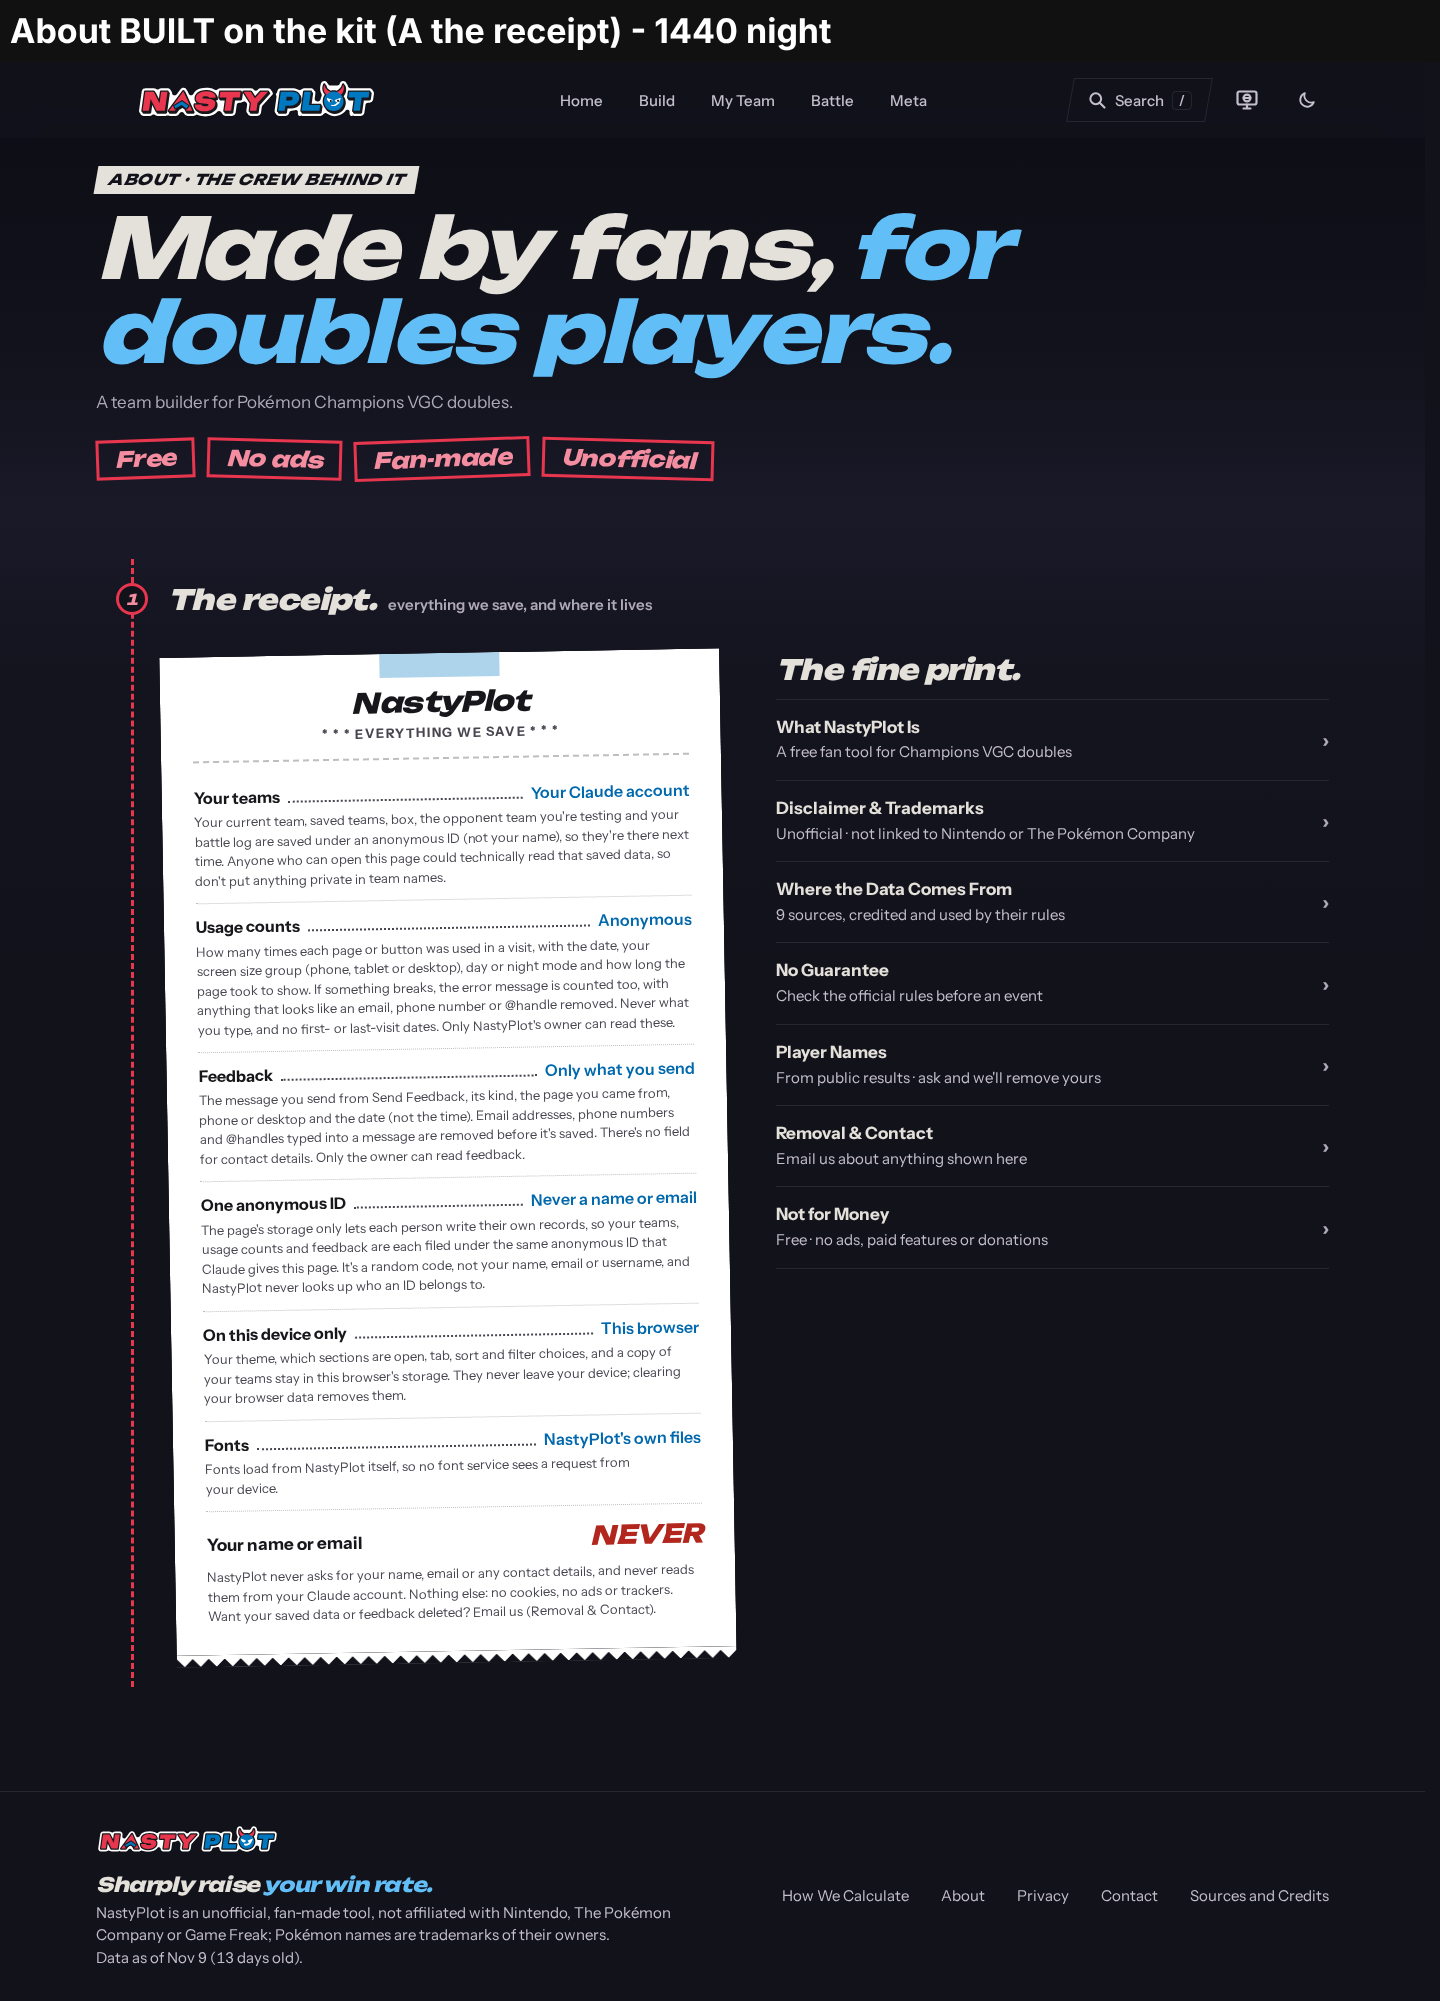 About BUILT on the kit (A the receipt) - 1440 night
NASTY PLOT
Home
Build
My Team
Battle
Meta
Search /
ABOUT · THE CREW BEHIND IT
Made by fans, for
doubles players.
A team builder for Pokémon Champions VGC doubles.
Free
No ads
Fan-made
Unofficial
1
The receipt. everything we save, and where it lives
NastyPlot
* * * EVERYTHING WE SAVE * * *
Your teams Your Claude account
Your current team, saved teams, box, the opponent team you're testing and your
battle log are saved under an anonymous ID (not your name), so they're there next
time. Anyone who can open this page could technically read that saved data, so
don't put anything private in team names.
Usage counts Anonymous
How many times each page or button was used in a visit, with the date, your
screen size group (phone, tablet or desktop), day or night mode and how long the
page took to show. If something breaks, the error message is counted too, with
anything that looks like an email, phone number or @handle removed. Never what
you type, and no first- or last-visit dates. Only NastyPlot's owner can read these.
Feedback Only what you send
The message you send from Send Feedback, its kind, the page you came from,
phone or desktop and the date (not the time). Email addresses, phone numbers
and @handles typed into a message are removed before it's saved. There's no field
for contact details. Only the owner can read feedback.
One anonymous ID Never a name or email
The page's storage only lets each person write their own records, so your teams,
usage counts and feedback are each filed under the same anonymous ID that
Claude gives this page. It's a random code, not your name, email or username, and
NastyPlot never looks up who an ID belongs to.
On this device only This browser
Your theme, which sections are open, tab, sort and filter choices, and a copy of
your teams stay in this browser's storage. They never leave your device; clearing
your browser data removes them.
Fonts NastyPlot's own files
Fonts load from NastyPlot itself, so no font service sees a request from
your device.
Your name or email NEVER
NastyPlot never asks for your name, email or any contact details, and never reads
them from your Claude account. Nothing else: no cookies, no ads or trackers.
Want your saved data or feedback deleted? Email us (Removal & Contact).
The fine print.
What NastyPlot Is
A free fan tool for Champions VGC doubles
Disclaimer & Trademarks
Unofficial · not linked to Nintendo or The Pokémon Company
Where the Data Comes From
9 sources, credited and used by their rules
No Guarantee
Check the official rules before an event
Player Names
From public results · ask and we'll remove yours
Removal & Contact
Email us about anything shown here
Not for Money
Free · no ads, paid features or donations
NASTY PLOT
Sharply raise your win rate.
NastyPlot is an unofficial, fan-made tool, not affiliated with Nintendo, The Pokémon
Company or Game Freak; Pokémon names are trademarks of their owners.
Data as of Nov 9 (13 days old).
How We Calculate
About
Privacy
Contact
Sources and Credits